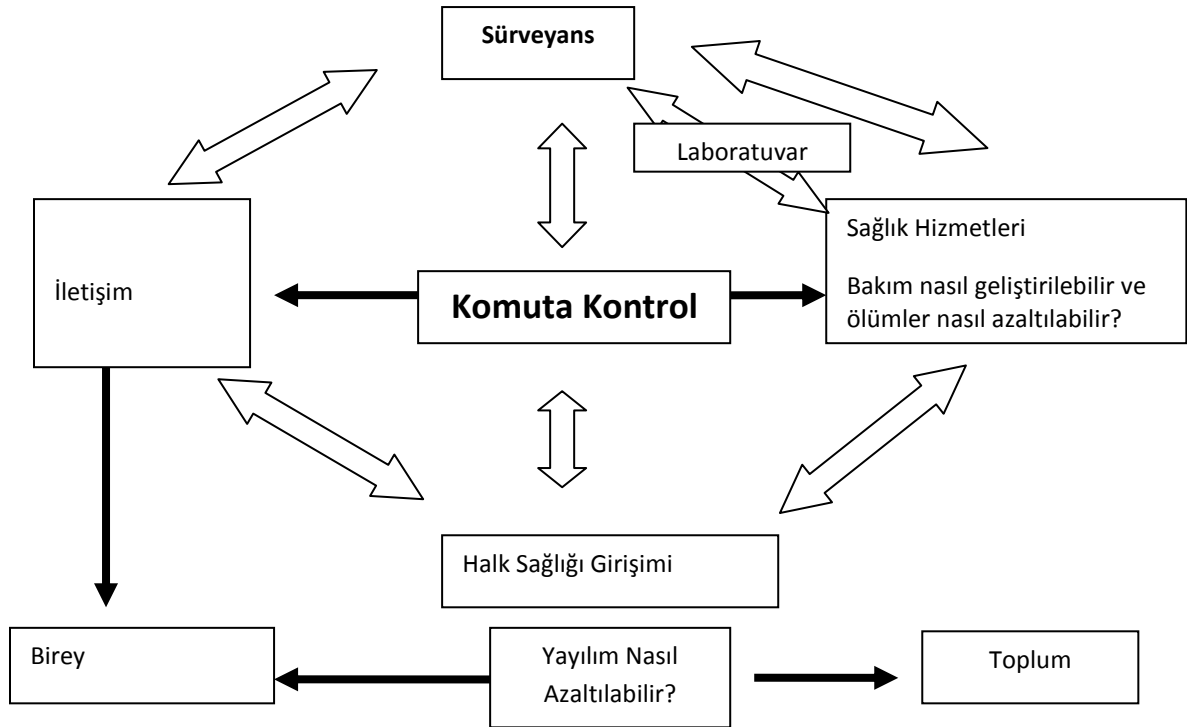 Sürveyans
Laboratuvar
İletişim
Komuta Kontrol
Sağlık Hizmetleri
Bakım nasıl geliştirilebilir ve
ölümler nasıl azaltılabilir?
Halk Sağlığı Girişimi
Birey
Yayılım Nasıl
Azaltılabilir?
Toplum